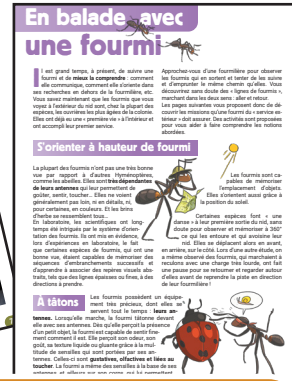 En balade avec
une fourmi
Il est grand temps, à présent, de suivre une
fourmi et de mieux la comprendre : comment
elle communique, comment elle s'oriente dans
ses recherches en dehors de la fourmilière, etc.
Vous savez maintenant que les fourmis que vous
voyez à l'extérieur du nid sont, chez la plupart des
espèces, les ouvrières les plus âgées de la colonie.
Elles ont déjà eu une « première vie » à l'intérieur et
ont accompli leur premier service.
Approchez-vous d'une fourmilière pour observer
les fourmis qui en sortent et tenter de les suivre
et d'emprunter le même chemin qu'elles. Vous
découvrirez sans doute des « lignes de fourmis »,
marchant dans les deux sens : aller et retour.
Les pages suivantes vous proposent donc de dé-
couvrir les missions qu'une fourmi du « service ex-
térieur » doit assurer. Des activités sont proposées
pour vous aider à faire comprendre les notions
abordées.
S'orienter à hauteur de fourmi
La plupart des fourmis n'ont pas une très bonne
vue par rapport à d'autres Hyménoptères,
comme les abeilles. Elles sont très dépendantes
de leurs antennes qui leur permettent de
goûter, sentir, toucher... Elles ne voient
généralement pas loin, ni en détails, ni,
pour certaines, en couleurs. Et les brins
d'herbe se ressemblent tous...
En laboratoire, les scientifiques ont long-
temps été intrigués par le système d'orien-
tation des fourmis. Ils ont mis en évidence,
lors d'expériences en laboratoire, le fait
que certaines espèces de fourmis, qui ont une
bonne vue, étaient capables de mémoriser des
séquences d'embranchements successifs et
d'apprendre à associer des repères visuels abs-
traits, tels que des lignes épaisses ou fines, à des
directions à prendre.
Les fourmis sont ca-
pables de mémoriser
l'emplacement d'objets.
Elles s'orientent aussi grâce à
la position du soleil.
Certaines espèces font « une
danse » à leur première sortie du nid, sans
doute pour observer et mémoriser à 360°
ce qui les entoure et qui avoisine leur
nid. Elles se déplacent alors en avant,
en arrière, sur le côté. Lors d'une autre étude, on
a même observé des fourmis, qui marchaient à
reculons avec une charge très lourde, ont fait
une pause pour se retourner et regarder autour
d'elles avant de reprendre la piste en direction
de leur fourmilière !
À tâtons
Les fourmis possèdent un équipe-
ment très précieux, dont elles se
servent tout le temps : leurs an-
tennes. Lorsqu'elle marche, la fourmi tâtonne devant
elle avec ses antennes. Dès qu'elle perçoit la présence
d'un petit objet, la fourmi est capable de sentir fine-
ment comment il est. Elle perçoit son odeur, son
goût, sa texture liquide ou gluante grâce à la mul-
titude de sensilles qui sont portées par ses an-
tennes. Celles-ci sont gustatives, olfactives et liées au
toucher. La fourmi a même des sensilles à la base de ses
antennes et ailleurs sur son corps, qui lui permettent